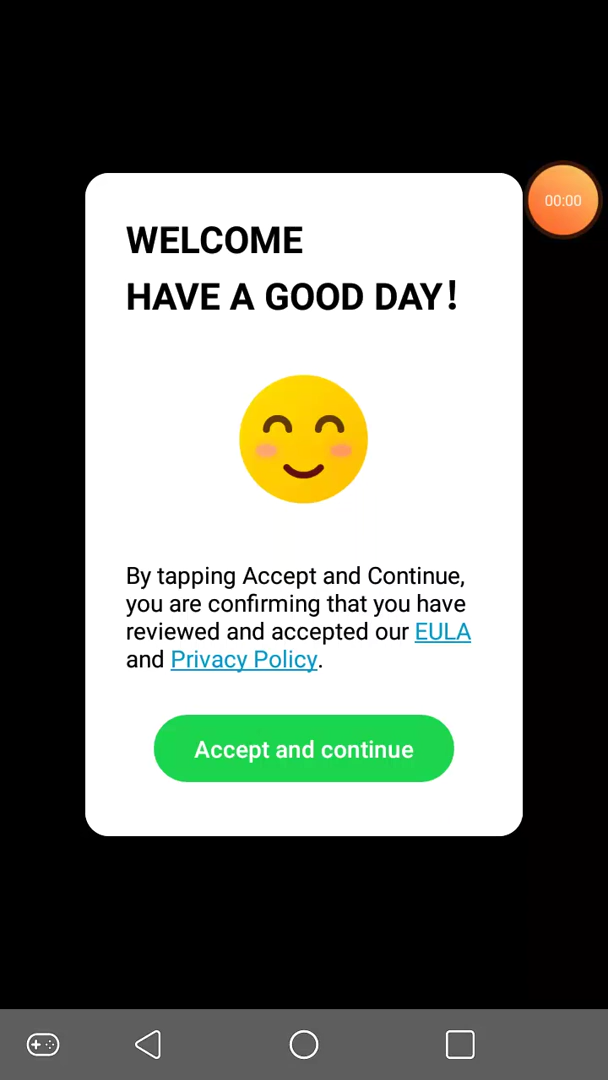 WELCOME
HAVE A GOOD DAY!
00:00
By tapping Accept and Continue,
you are confirming that you have
reviewed and accepted our EULA
and Privacy Policy.
Accept and continue